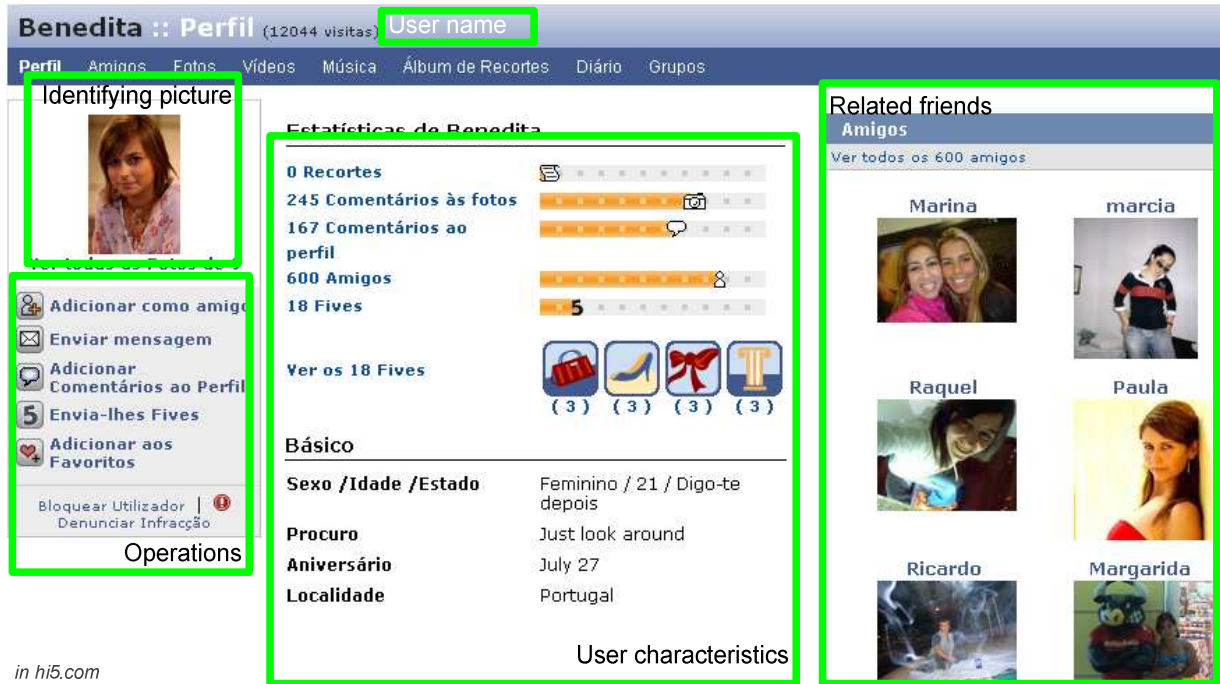 Benedita :: Perfil (12044 visitas) User name
Perfil Amigos Fotos Vídeos Música Álbum de Recortes Diário Grupos
Identifying picture
Ver todas as Fotos de
Adicionar como amigo
Enviar mensagem
Adicionar
Comentários ao Perfil
5 Envia-lhes Fives
Adicionar aos
Favoritos
Bloquear Utilizador |
Denunciar Infracção
Operations
Estatísticas de Benedita
0 Recortes
245 Comentários às fotos
167 Comentários ao
perfil
600 Amigos
18 Fives 5
Ver os 18 Fives
(3) (3) (3) (3)
Básico
Sexo /Idade /Estado Feminino / 21 / Digo-te
depois
Procuro Just look around
Aniversário July 27
Localidade Portugal
User characteristics
Related friends
Amigos
Ver todos os 600 amigos
Marina marcia
Raquel Paula
Ricardo Margarida
in hi5.com